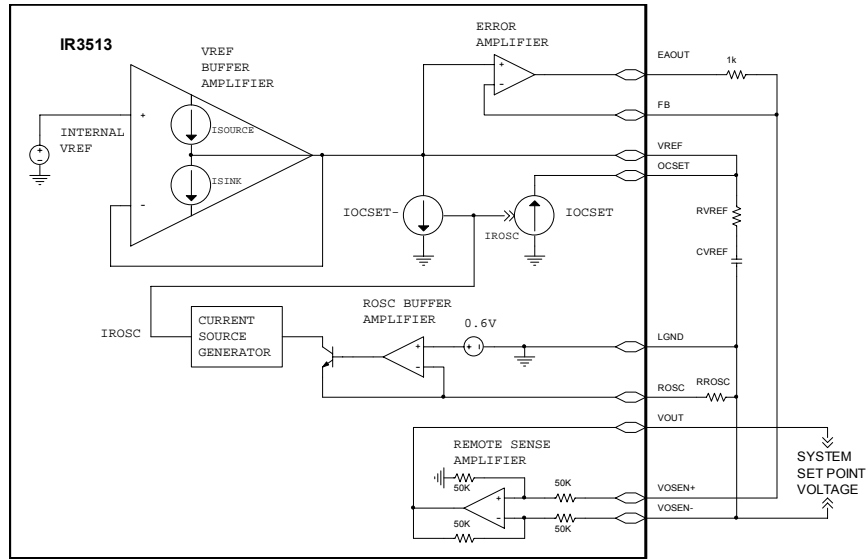 IR3513
VREF
BUFFER
AMPLIFIER
ERROR
AMPLIFIER
EAOUT
1k
FB
INTERNAL
VREF
ISOURCE
ISINK
+
-
+
-
VREF
OCSET
IOCSET-
IOCSET
IROSC
RVREF
CVREF
ROSC BUFFER
AMPLIFIER
0.6V
IROSC
CURRENT
SOURCE
GENERATOR
+
-
+
-
LGND
ROSC
RROSC
VOUT
REMOTE SENSE
AMPLIFIER
SYSTEM
SET POINT
VOLTAGE
50K
50K
VOSEN+
+
-
50K
50K
VOSEN-